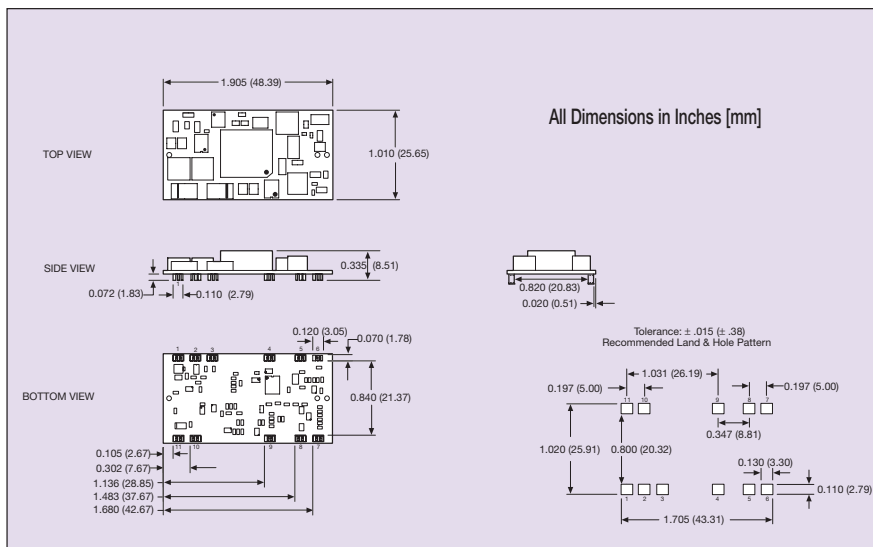 1.905 (48.39)
All Dimensions in Inches [mm]
TOP VIEW
1.010 (25.65)
SIDE VIEW
0.335 (8.51)
0.072 (1.83)
1
0.110 (2.79)
0.820 (20.83)
0.020 (0.51)
Tolerance: ± .015 (± .38)
Recommended Land & Hole Pattern
0.120 (3.05)
0.070 (1.78)
1 2 3 4 5 6
BOTTOM VIEW
0.840 (21.37)
11 10 9 8 7
0.105 (2.67)
0.302 (7.67)
1.136 (28.85)
1.483 (37.67)
1.680 (42.67)
1.031 (26.19)
0.197 (5.00)
0.197 (5.00)
11 10 9 8 7
0.347 (8.81)
1.020 (25.91)
0.800 (20.32)
0.130 (3.30)
0.110 (2.79)
1 2 3 4 5 6
1.705 (43.31)